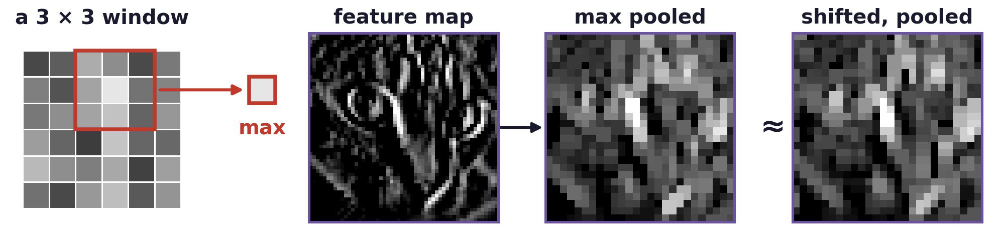 a 3 × 3 window
feature map
max pooled
shifted, pooled
max
≈